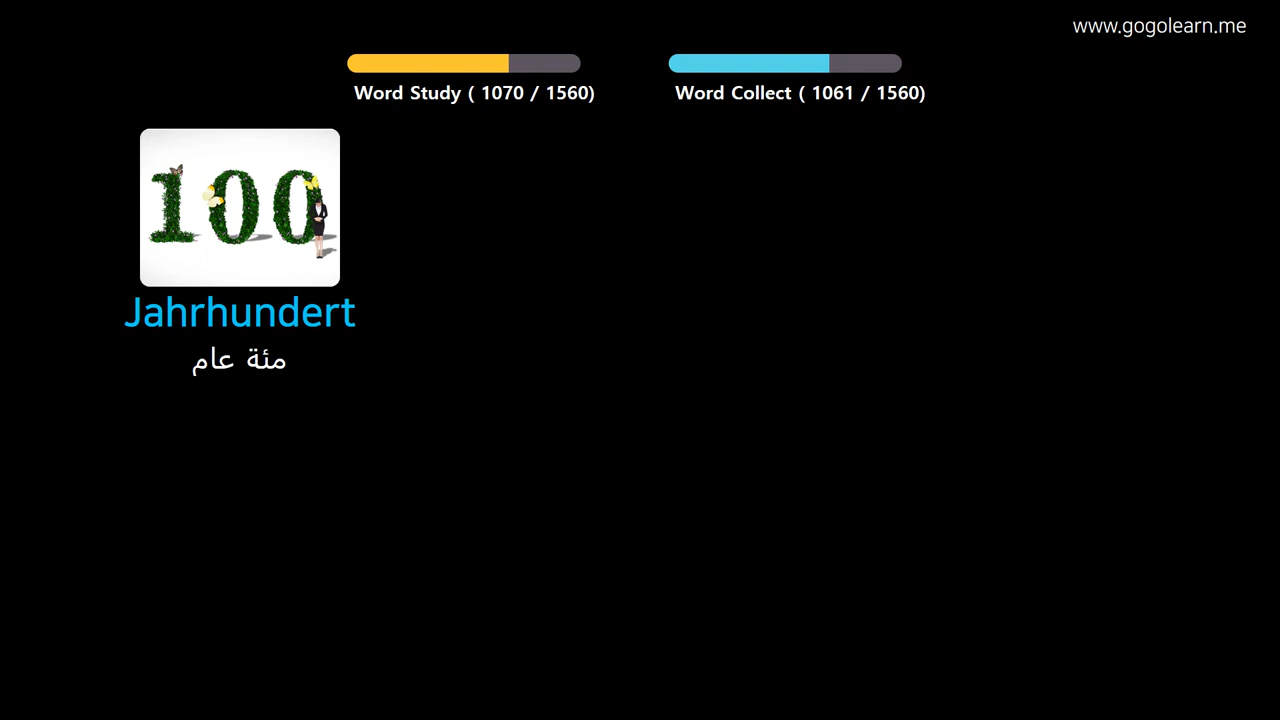 www.gogolearn.me
Word Study ( 1070 / 1560)
Word Collect ( 1061 / 1560)
100
Jahrhundert
مئة عام